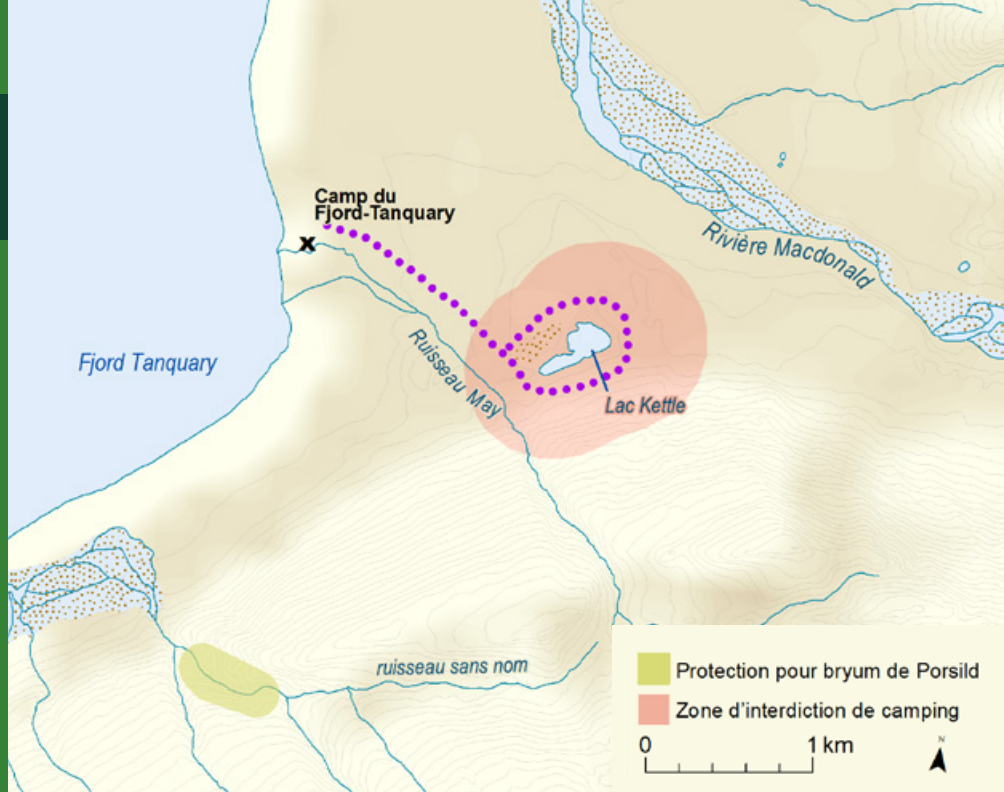 Camp du
Fjord-Tanquary
Rivière Macdonald
Fjord Tanquary
Ruisseau May
Lac Kettle
ruisseau sans nom
Protection pour bryum de Porsild
Zone d'interdiction de camping
0 1 km
N